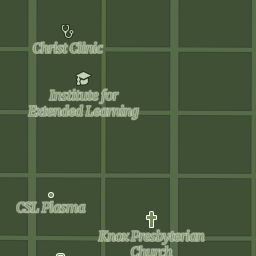 Christ Clinic
Institute for
Extended Learning
CSL Plasma
Knox Presbyterian
Church